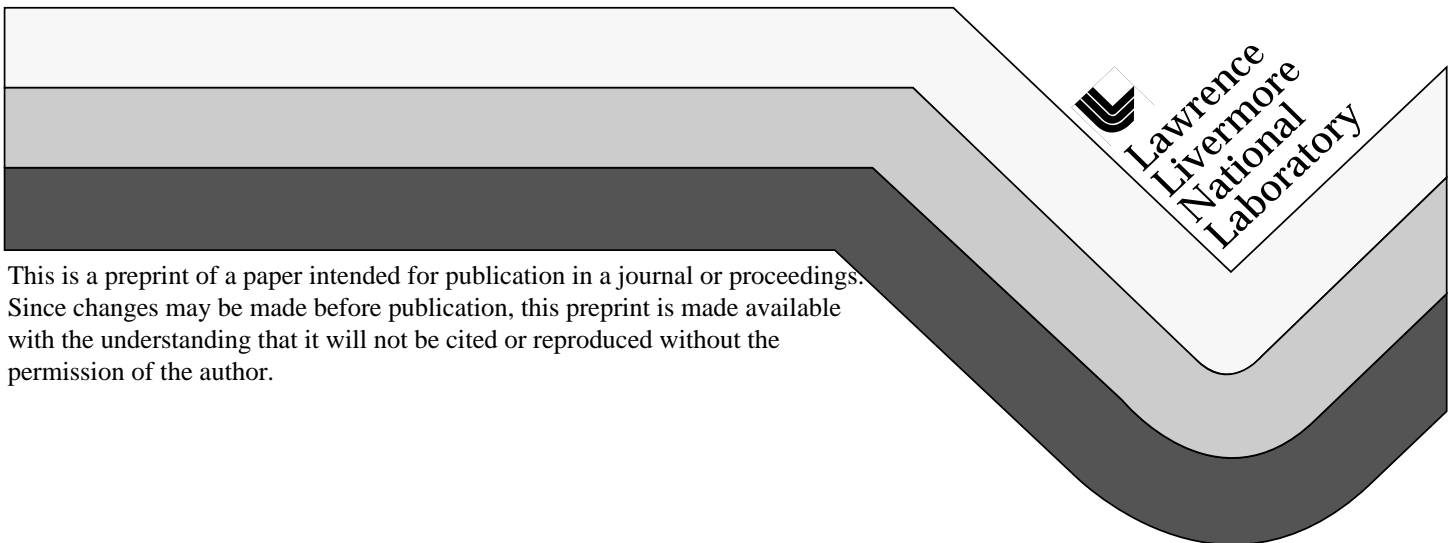 Lawrence
Livermore
National
Laboratory
This is a preprint of a paper intended for publication in a journal or proceedings.
Since changes may be made before publication, this preprint is made available
with the understanding that it will not be cited or reproduced without the
permission of the author.